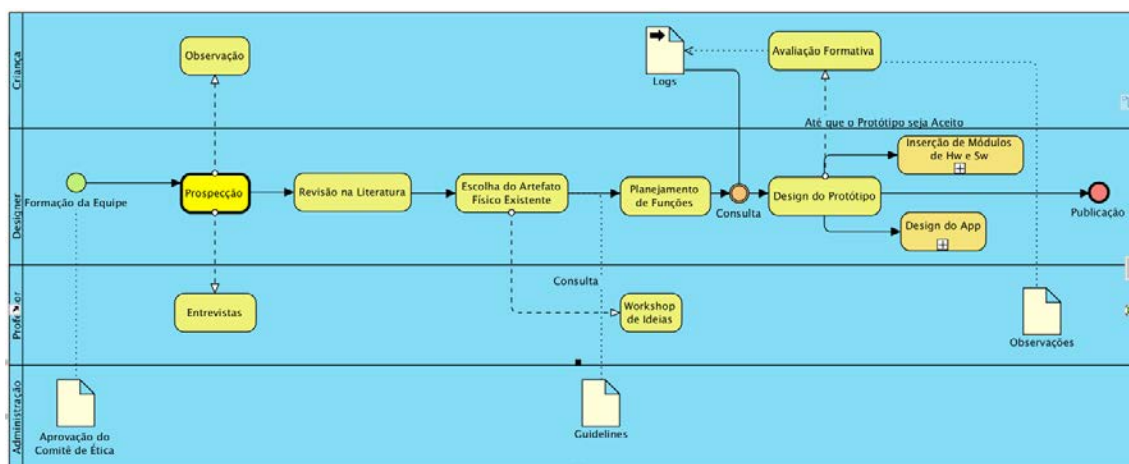 Criança
Observação
Logs
Avaliação Formativa
Até que o Protótipo seja Aceito
Designer
Formação da Equipe
Prospecção
Revisão na Literatura
Escolha do Artefato
Físico Existente
Planejamento
de Funções
Consulta
Design do Protótipo
Inserção de Módulos
de Hw e Sw
Design do App
Publicação
Entrevistas
Consulta
Workshop
de Ideias
Observações
Administração
Aprovação do
Comitê de Ética
Guidelines